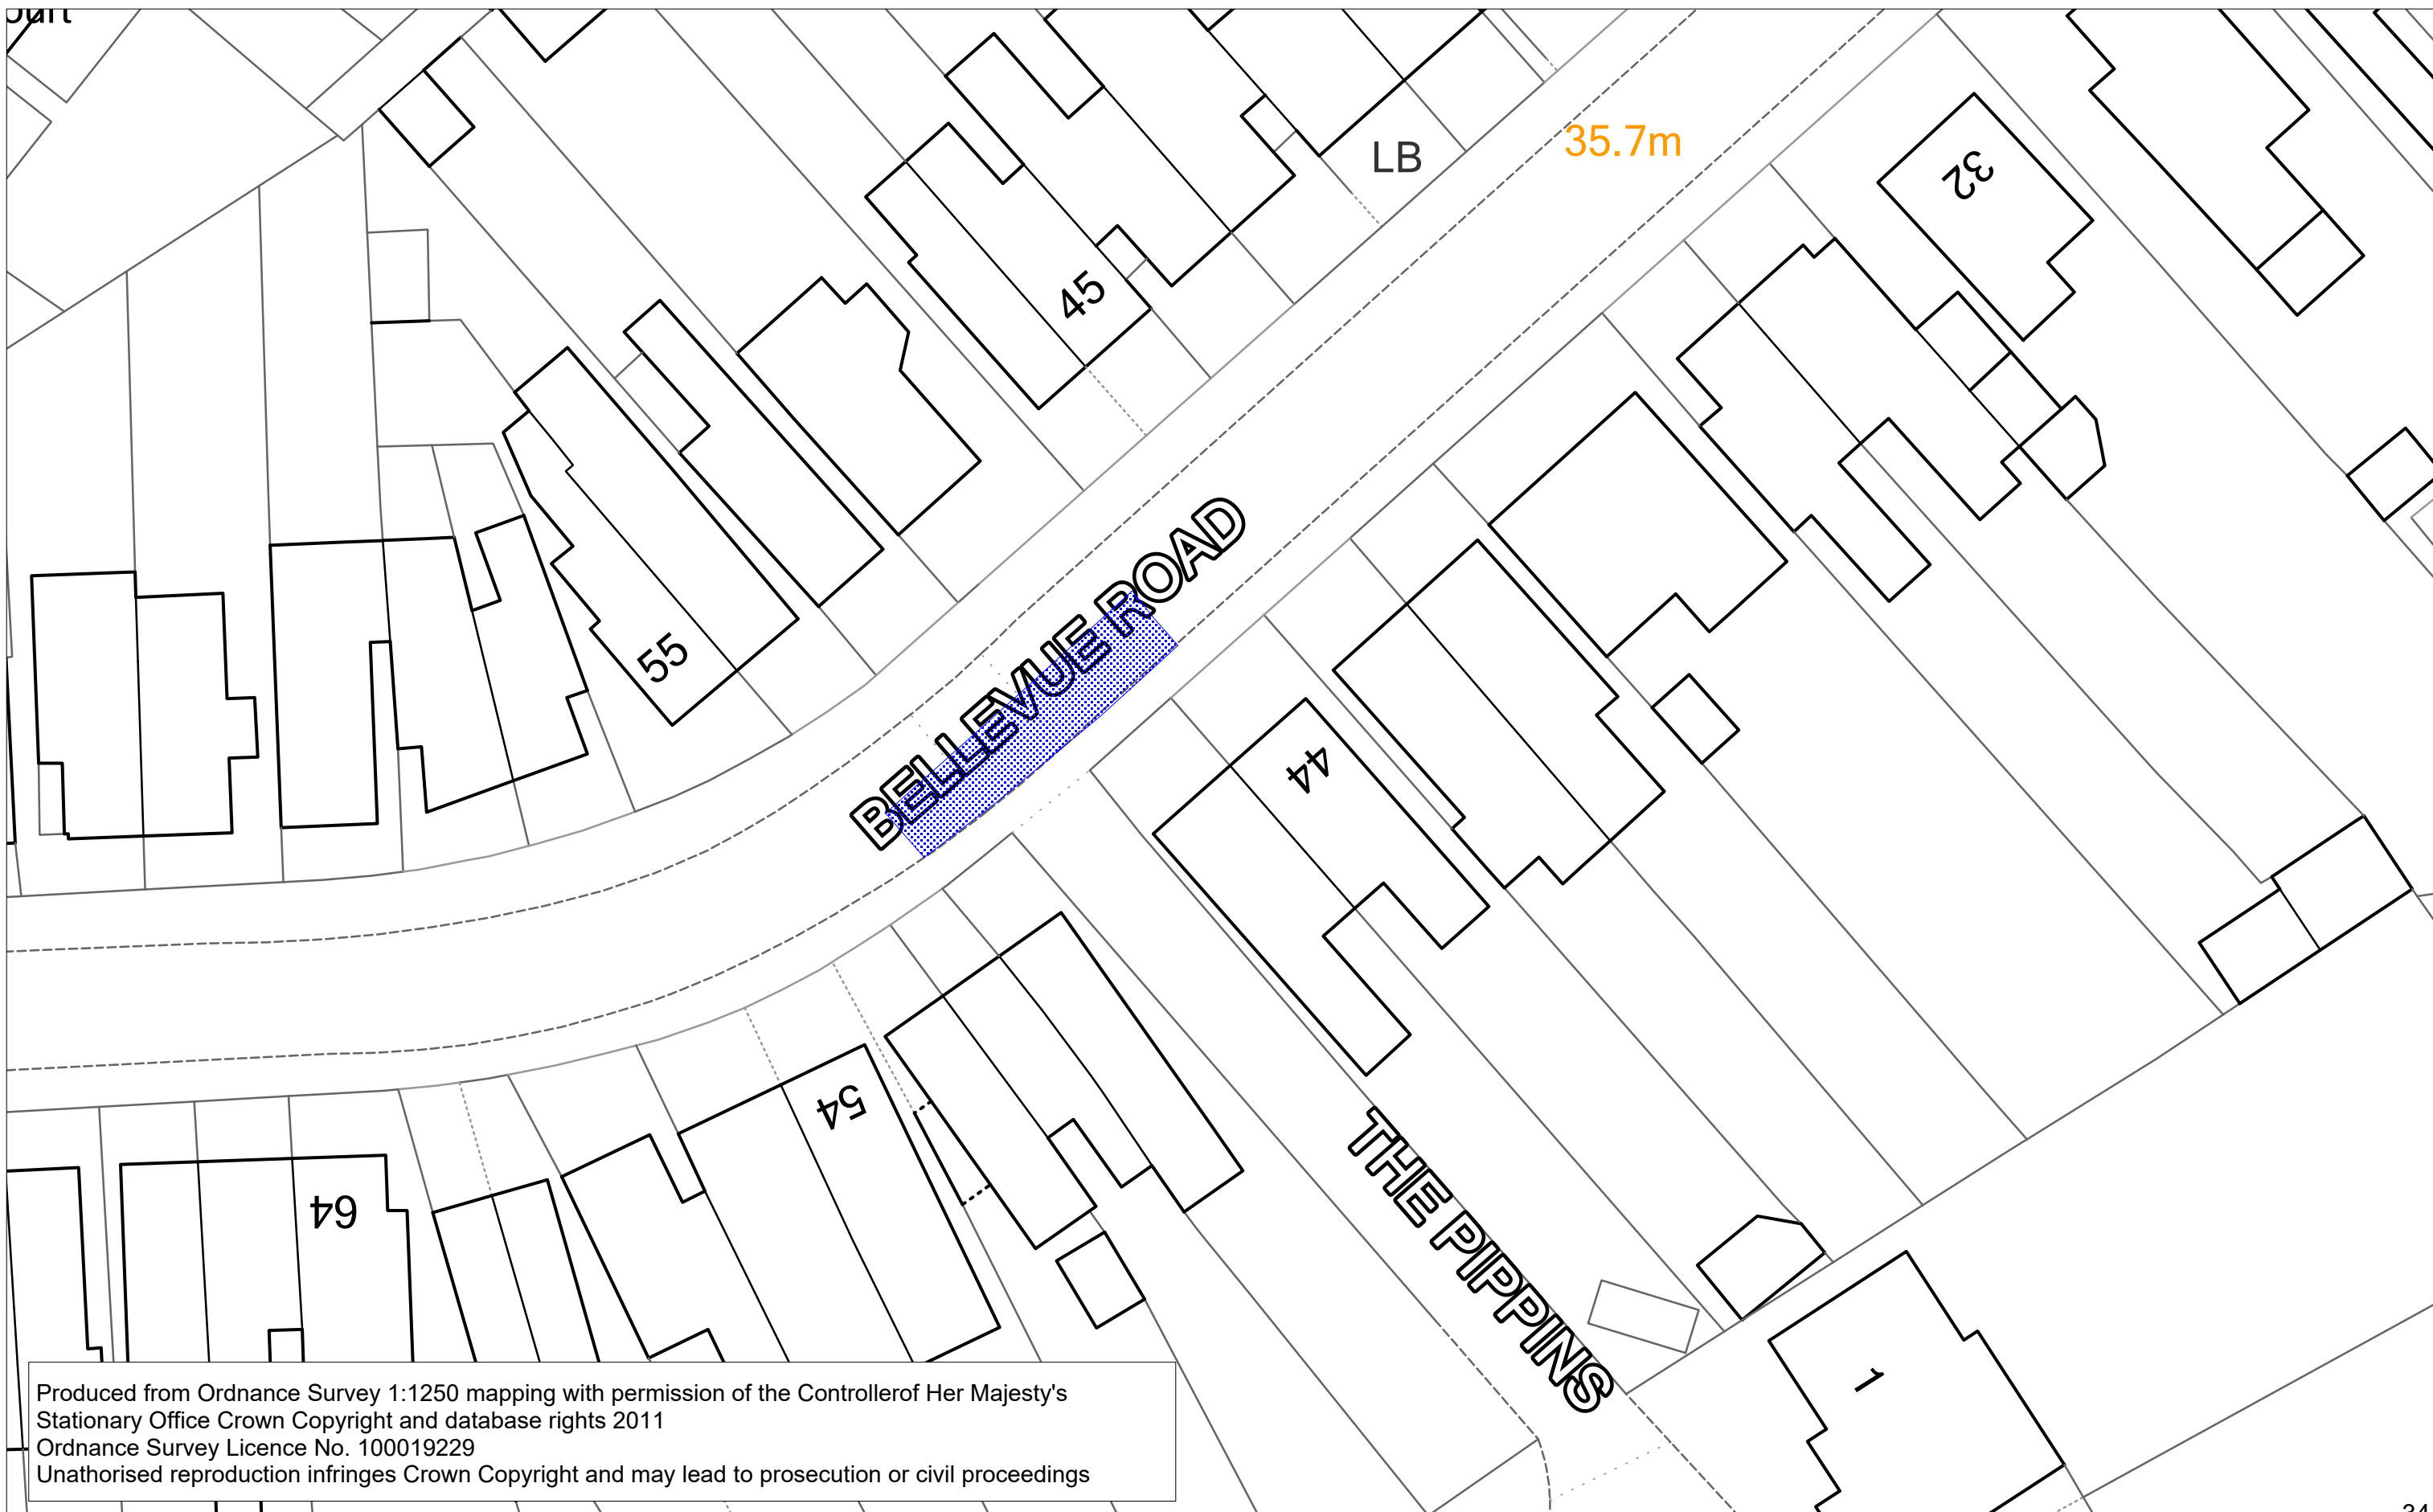 LB
35.7m
32
45
BELLEVUE ROAD
55
44
54
64
THE PIPPINS
1
Produced from Ordnance Survey 1:1250 mapping with permission of the Controllerof Her Majesty's
Stationary Office Crown Copyright and database rights 2011
Ordnance Survey Licence No. 100019229
Unathorised reproduction infringes Crown Copyright and may lead to prosecution or civil proceedings